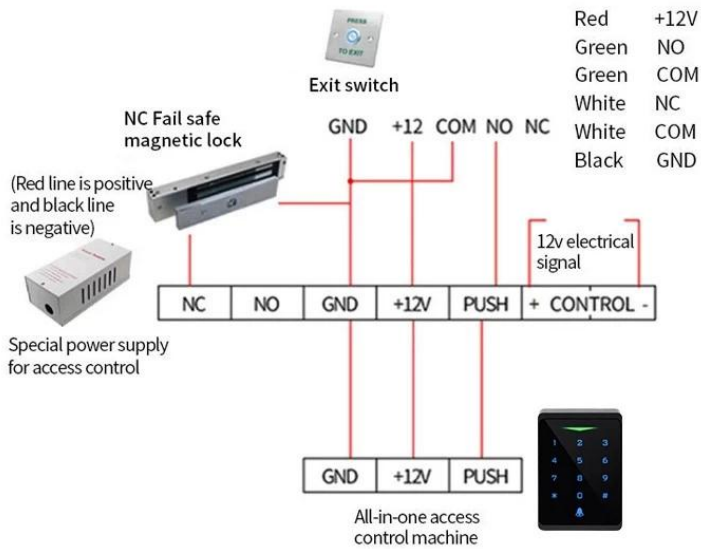 PRESS
TO EXIT
Exit switch
Red +12V
Green NO
Green COM
White NC
White COM
Black GND
NC Fail safe
magnetic lock
GND +12 COM NO NC
(Red line is positive
and black line
is negative)
12v electrical
signal
NC NO GND +12V PUSH + CONTROL -
Special power supply
for access control
GND +12V PUSH
All-in-one access
control machine
1 2 3
4 5 6
7 8 9
* 0 #